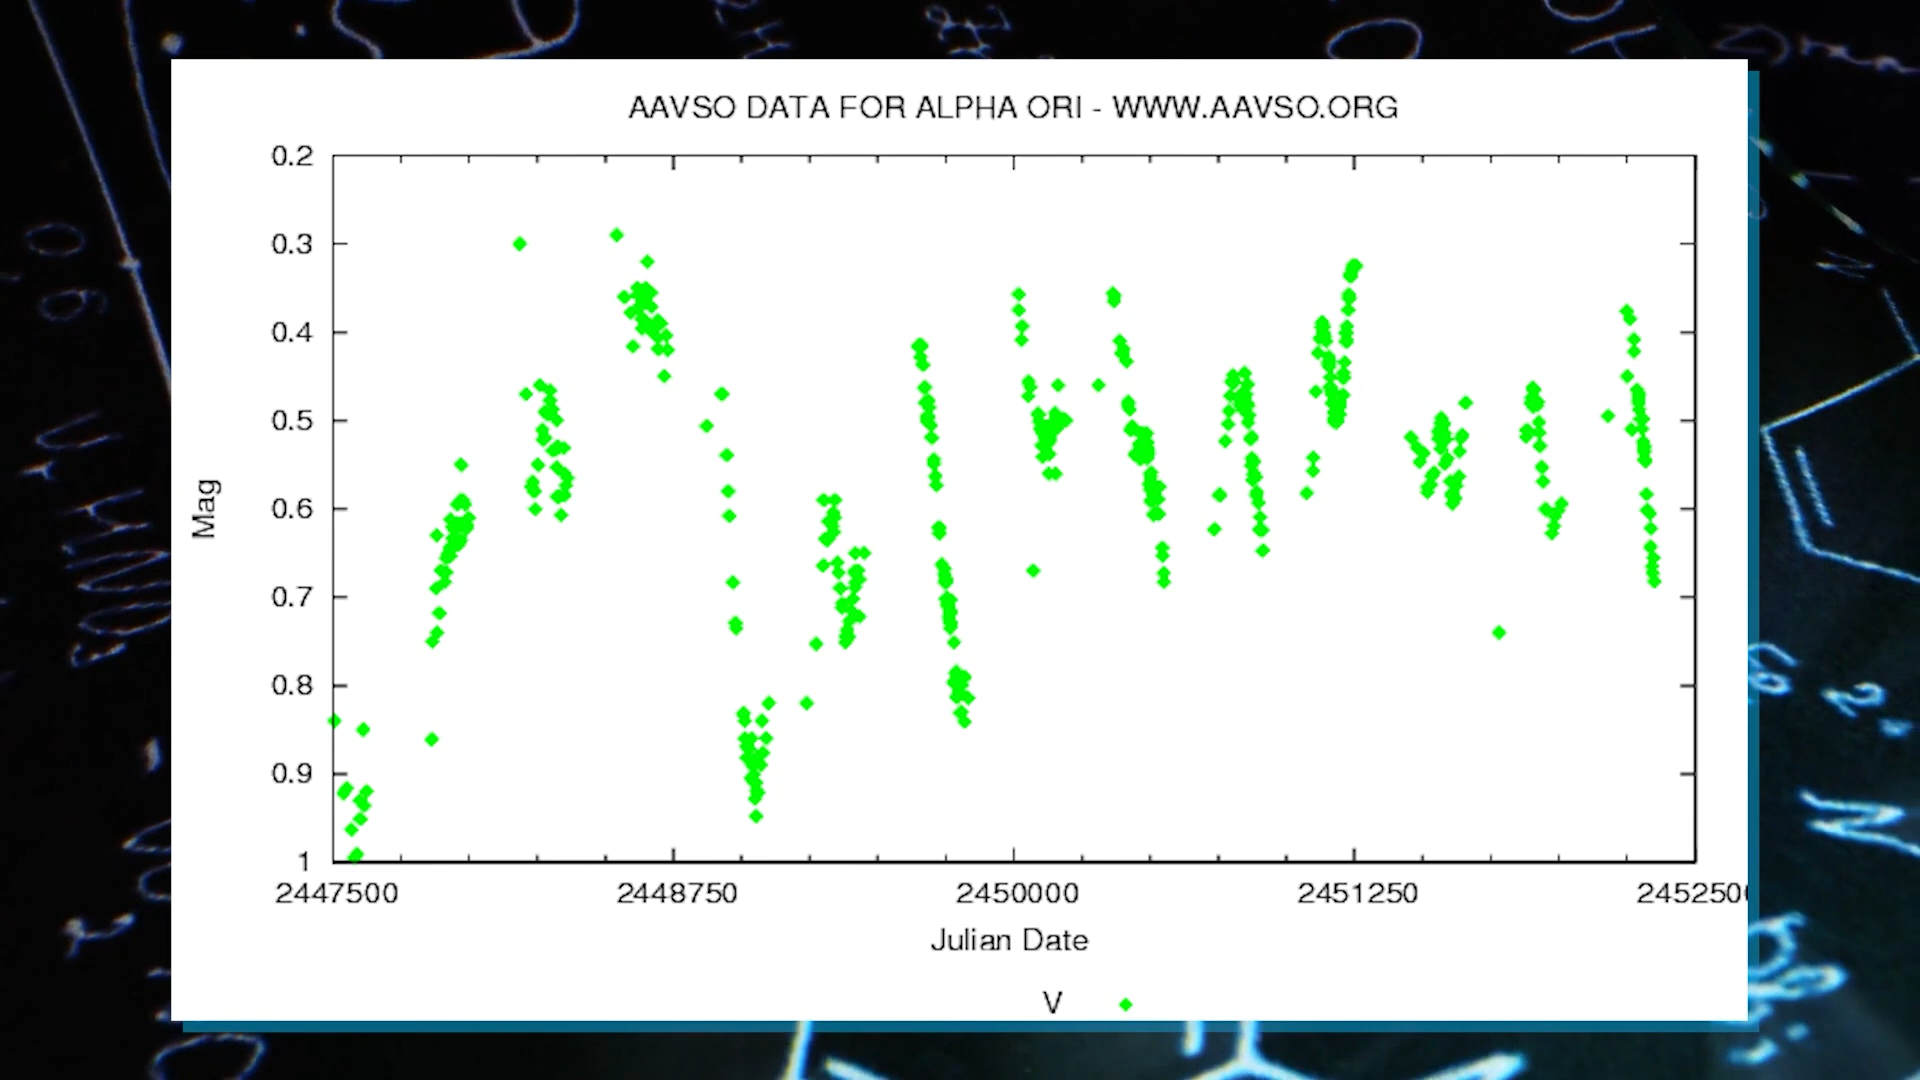 AAVSO DATA FOR ALPHA ORI - WWW.AAVSO.ORG
0.2
0.3
0.4
0.5
0.6
0.7
0.8
0.9
1
Mag
2447500 2448750 2450000 2451250 245250
Julian Date
V